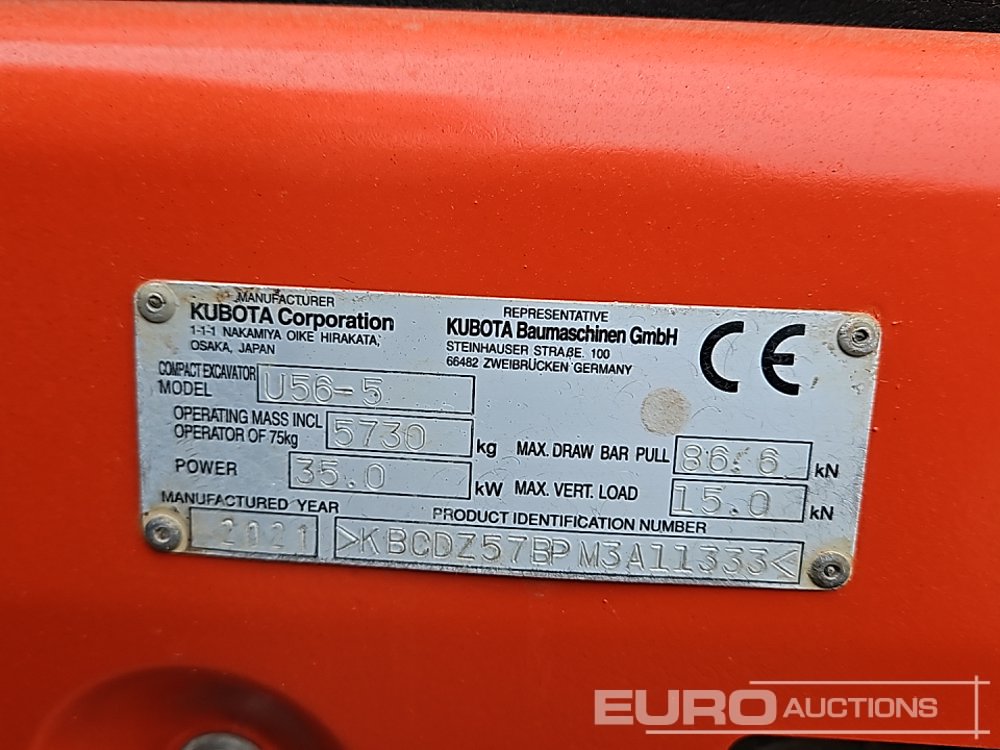 MANUFACTURER
KUBOTA Corporation
1-1-1 NAKAMIYA OIKE HIRAKATA,
OSAKA, JAPAN
REPRESENTATIVE
KUBOTA Baumaschinen GmbH
STEINHAUSER STRAßE. 100
66482 ZWEIBRÜCKEN GERMANY
CE
COMPACT EXCAVATOR
MODEL U56-5
OPERATING MASS INCL
OPERATOR OF 75kg 5730 kg
MAX. DRAW BAR PULL 86.6 kN
POWER 35.0 kW
MAX. VERT. LOAD 15.0 kN
MANUFACTURED YEAR
2021
PRODUCT IDENTIFICATION NUMBER
>KBCDZ57BPM3A11333<
EURO AUCTIONS